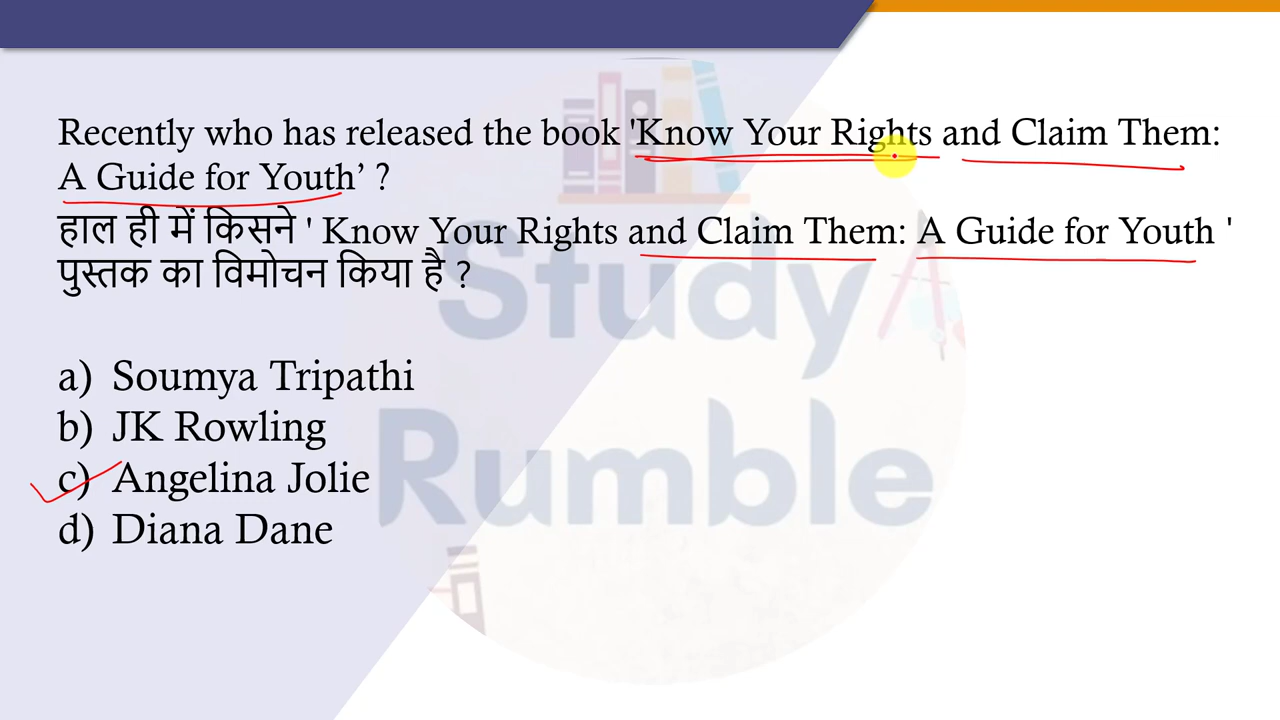 Recently who has released the book 'Know Your Rights and Claim Them:
A Guide for Youth’ ?
हाल ही में किसने ' Know Your Rights and Claim Them: A Guide for Youth '
पुस्तक का विमोचन किया है ?
a) Soumya Tripathi
b) JK Rowling
c) Angelina Jolie
d) Diana Dane
Study
Rumble